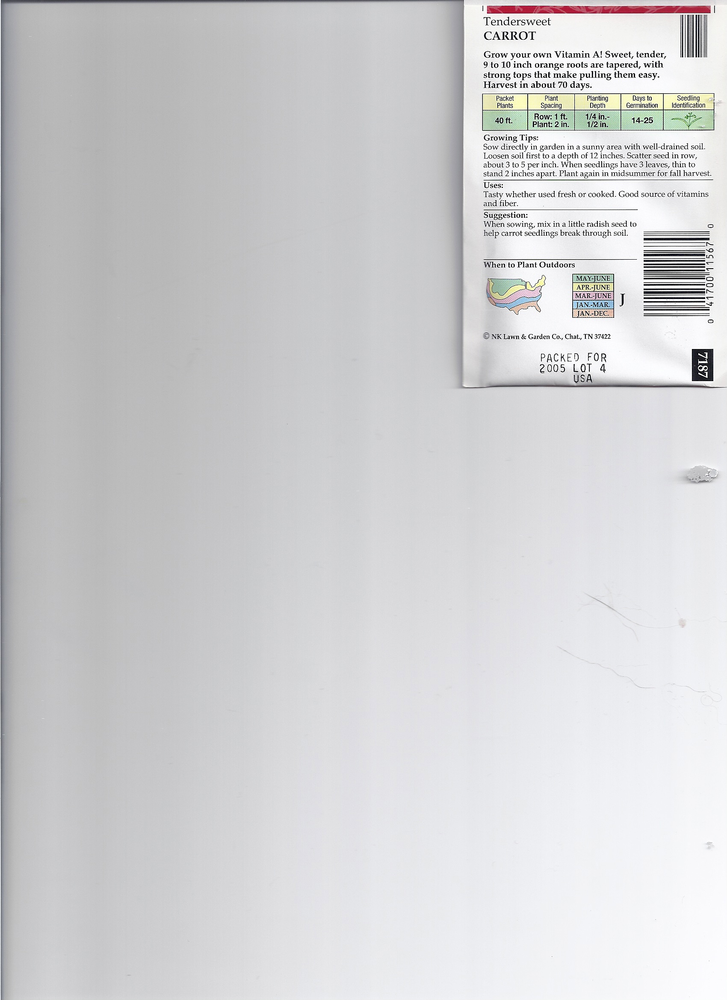 Tendersweet
CARROT
Grow your own Vitamin A! Sweet, tender,
9 to 10 inch orange roots are tapered, with
strong tops that make pulling them easy.
Harvest in about 70 days.
Packet Plants
Plant Spacing
Planting Depth
Days to Germination
Seedling Identification
40 ft.
Row: 1 ft.
Plant: 2 in.
1/4 in.-
1/2 in.
14-25
Growing Tips:
Sow directly in garden in a sunny area with well-drained soil.
Loosen soil first to a depth of 12 inches. Scatter seed in row,
about 3 to 5 per inch. When seedlings have 3 leaves, thin to
stand 2 inches apart. Plant again in midsummer for fall harvest.
Uses:
Tasty whether used fresh or cooked. Good source of vitamins
and fiber.
Suggestion:
When sowing, mix in a little radish seed to
help carrot seedlings break through soil.
When to Plant Outdoors
MAY-JUNE
APR.-JUNE
MAR.-JUNE
JAN.-MAR.
JAN.-DEC.
J
0 41700 11567 0
© NK Lawn & Garden Co., Chat., TN 37422
PACKED FOR
2005 LOT 4
USA
7187